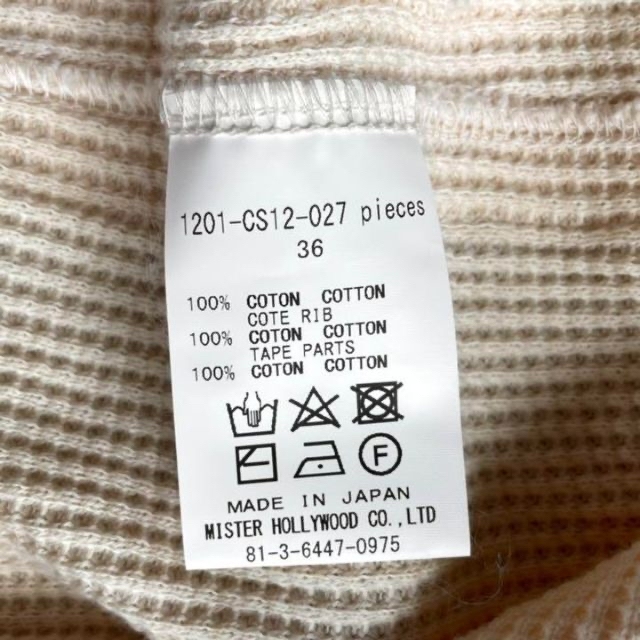 1201-CS12-027 pieces
36
100% COTON COTTON
COTE RIB
100% COTON COTTON
TAPE PARTS
100% COTON COTTON
F
MADE IN JAPAN
MISTER HOLLYWOOD CO.,LTD
81-3-6447-0975